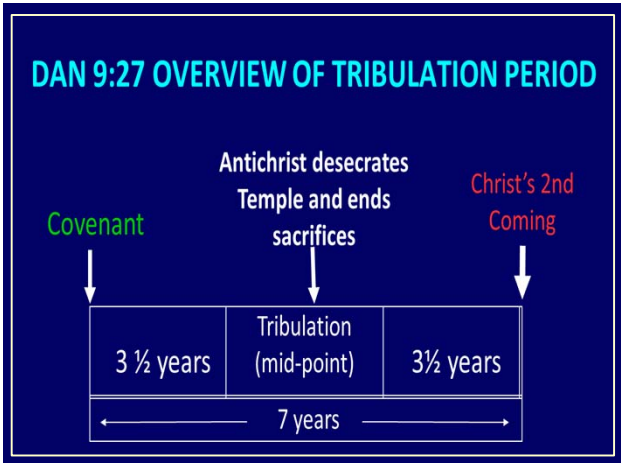 DAN 9:27 OVERVIEW OF TRIBULATION PERIOD
Antichrist desecrates
Temple and ends
sacrifices
Christ’s 2nd
Coming
Covenant
3 ½ years
Tribulation
(mid-point)
3½ years
7 years